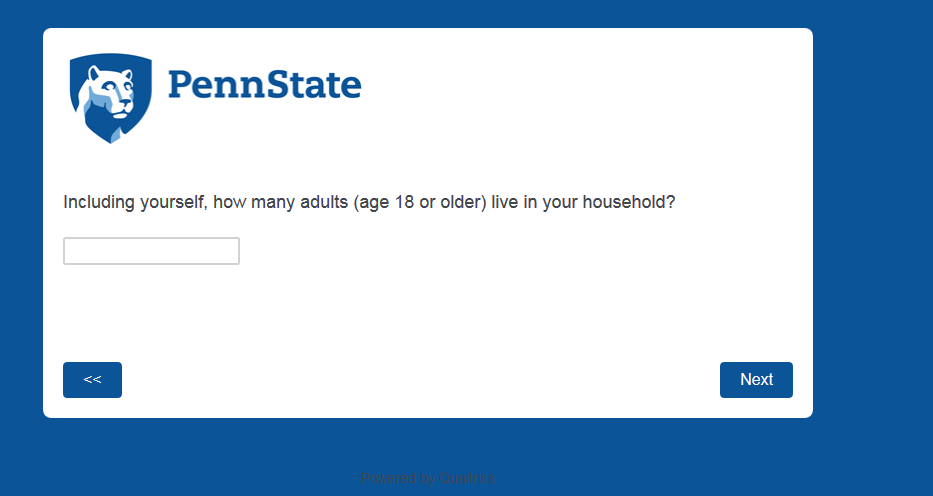 PennState
Including yourself, how many adults (age 18 or older) live in your household?
<<
Next
Powered by Qualtrics